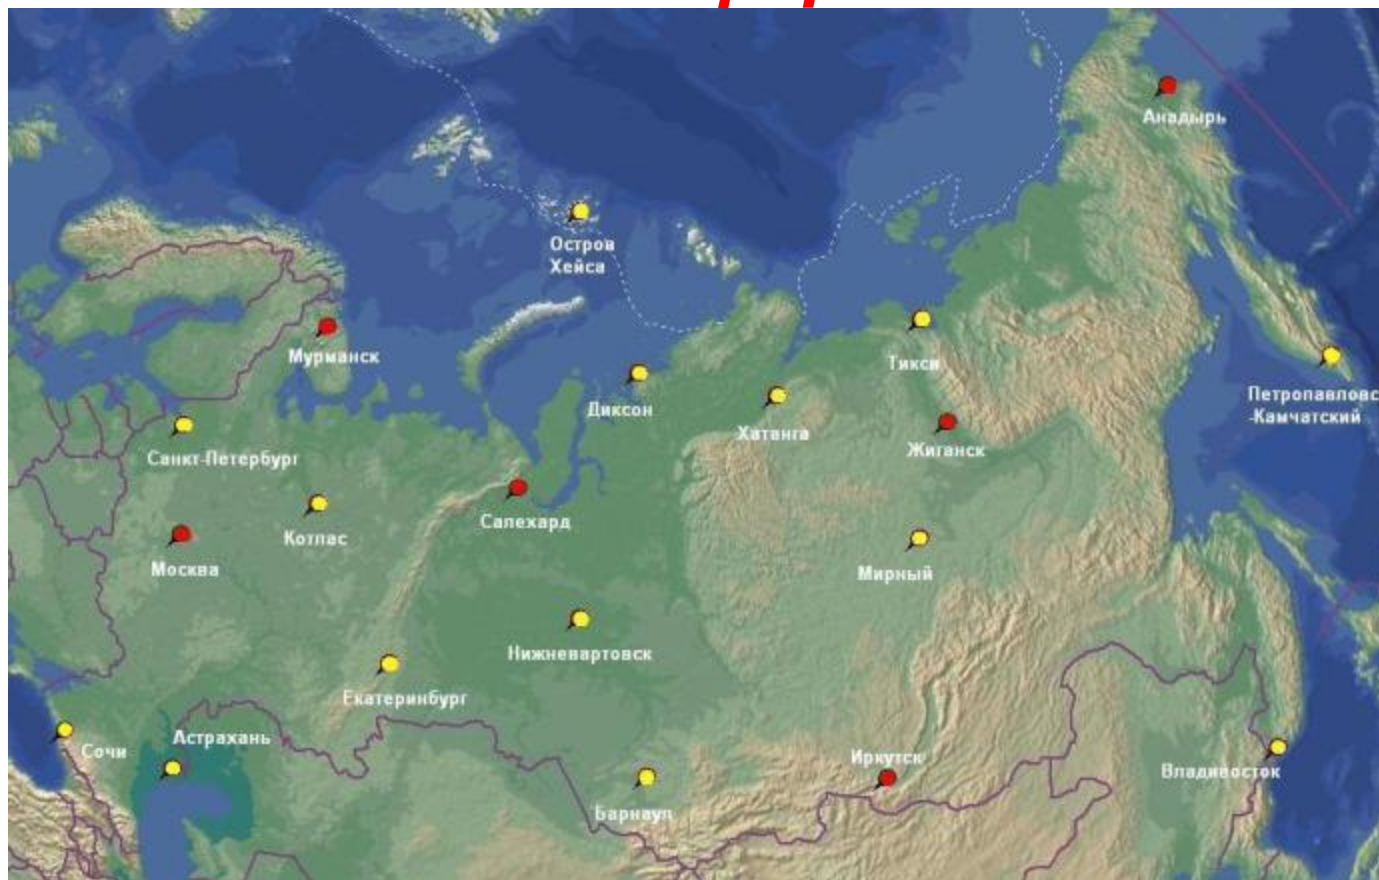 Анадырь
Остров
Хейса
Мурманск
Тикси
Диксон
Петропавловс
-Камчатский
Хатанга
Жиганск
Санкт-Петербург
Салехард
Котлас
Москва
Мирный
Нижневартовск
Екатеринбург
Астрахань
Сочи
Иркутск
Владивосток
Барнаул